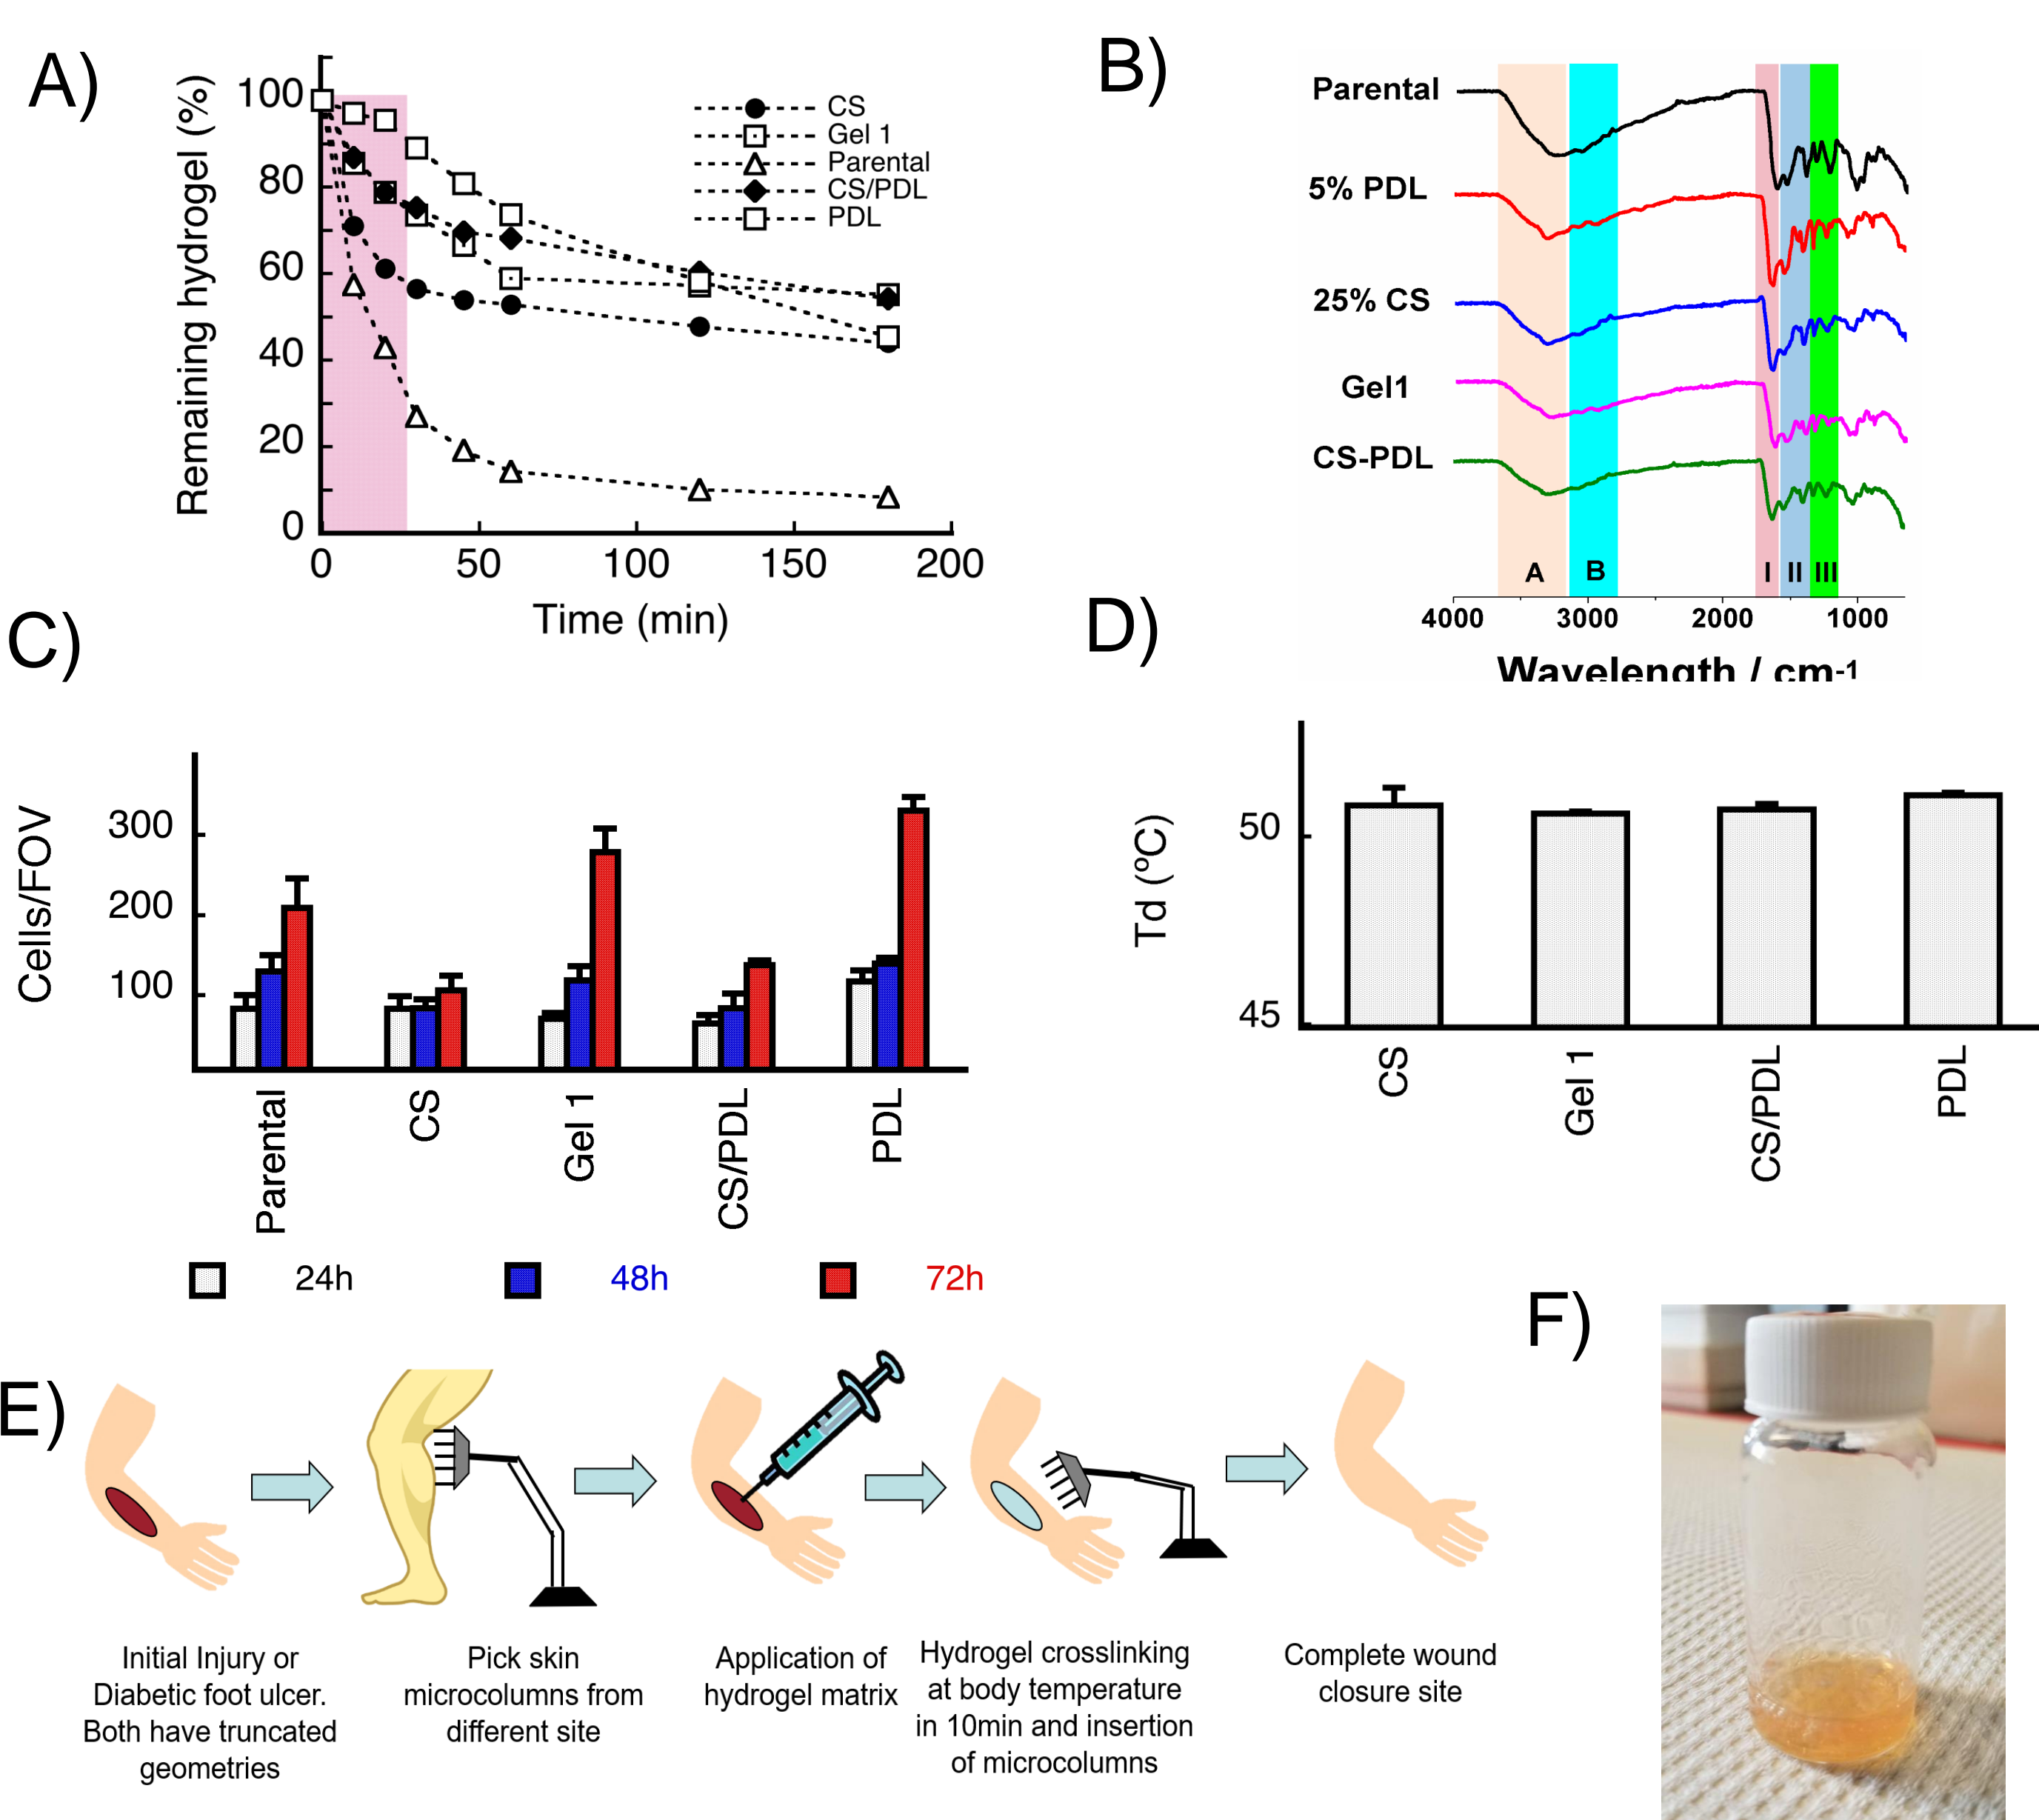 A)
Remaining hydrogel (%)
100
80
60
40
20
0
0 50 100 150 200
Time (min)
CS
Gel 1
Parental
CS/PDL
PDL
B)
Parental
5% PDL
25% CS
Gel1
CS-PDL
A B I II III
4000 3000 2000 1000
Wavelength / cm-1
C)
Cells/FOV
300
200
100
Parental
CS
Gel 1
CS/PDL
PDL
24h 48h 72h
D)
Td (ºC)
50
45
CS
Gel 1
CS/PDL
PDL
E)
Initial Injury or
Diabetic foot ulcer.
Both have truncated
geometries
Pick skin
microcolumns from
different site
Application of
hydrogel matrix
Hydrogel crosslinking
at body temperature
in 10min and insertion
of microcolumns
Complete wound
closure site
F)